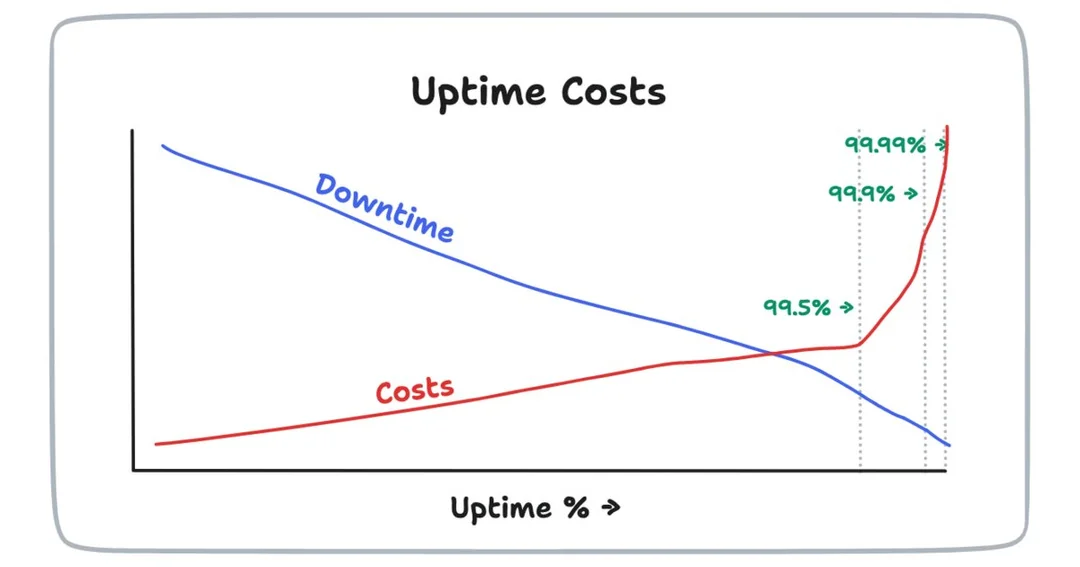 Uptime Costs
99.99% →
99.9% →
Downtime
99.5% →
Costs
Uptime % →